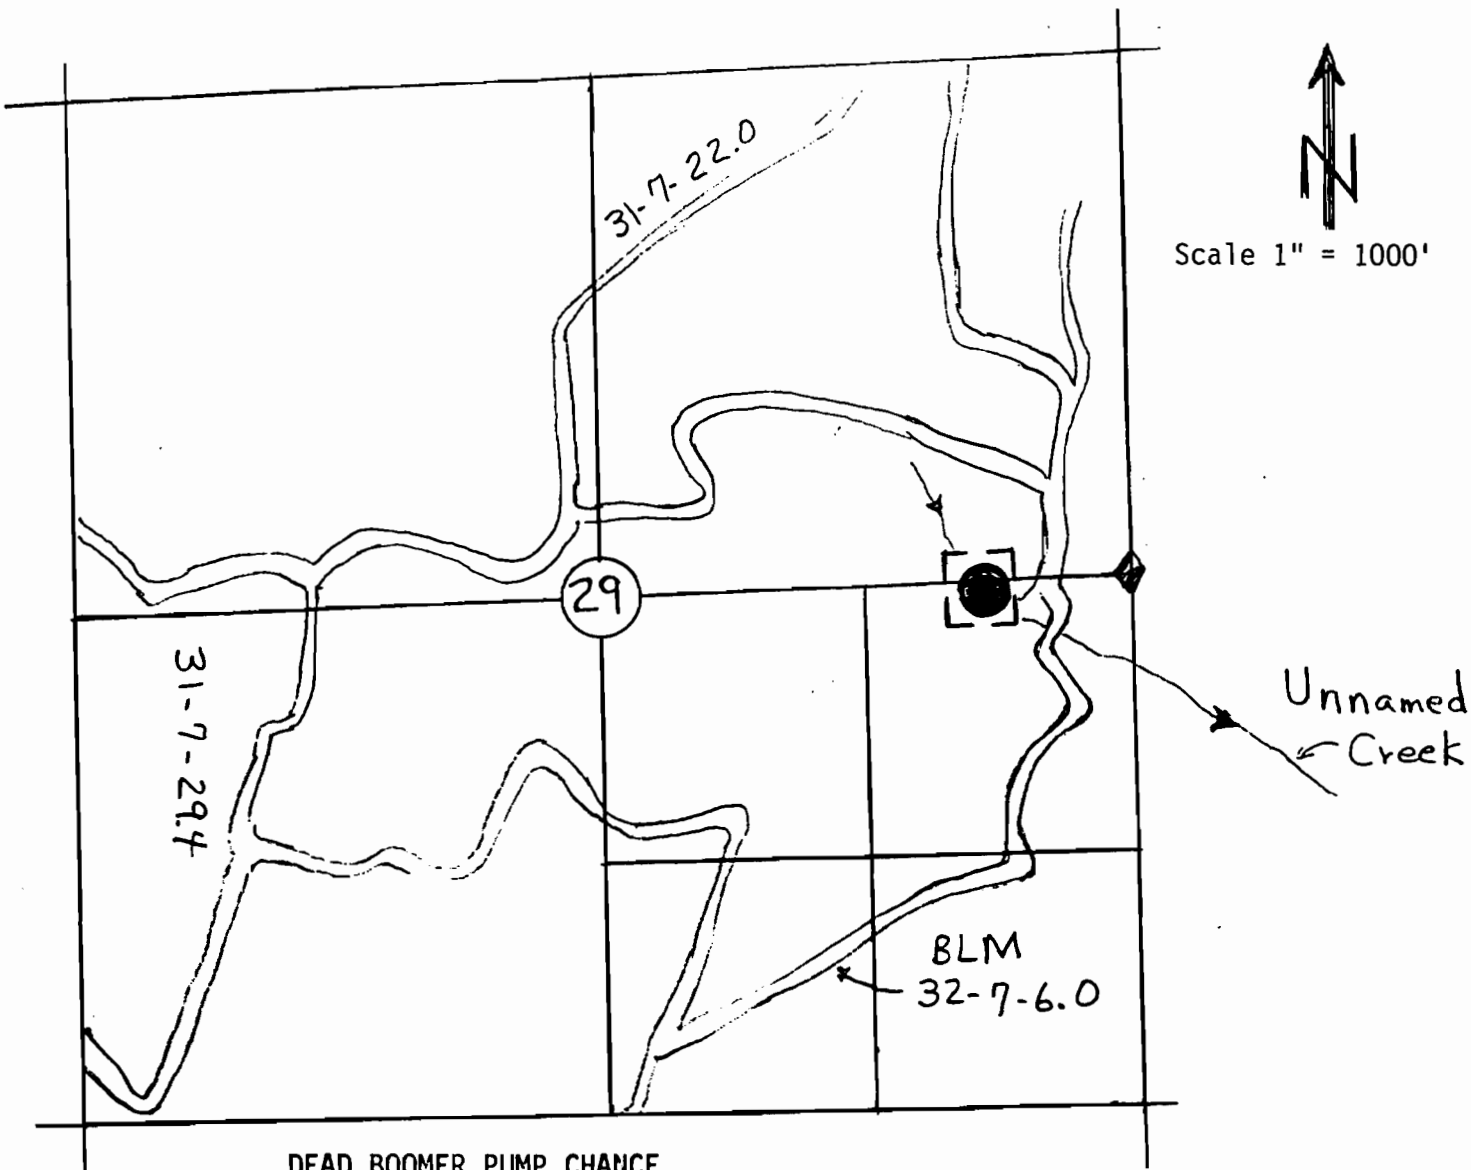 31-7-22.0
N
Scale 1" = 1000'
29
31-7-29.4
Unnamed
Creek
BLM
32-7-6.0
DEAD BOOMER PUMP CHANCE